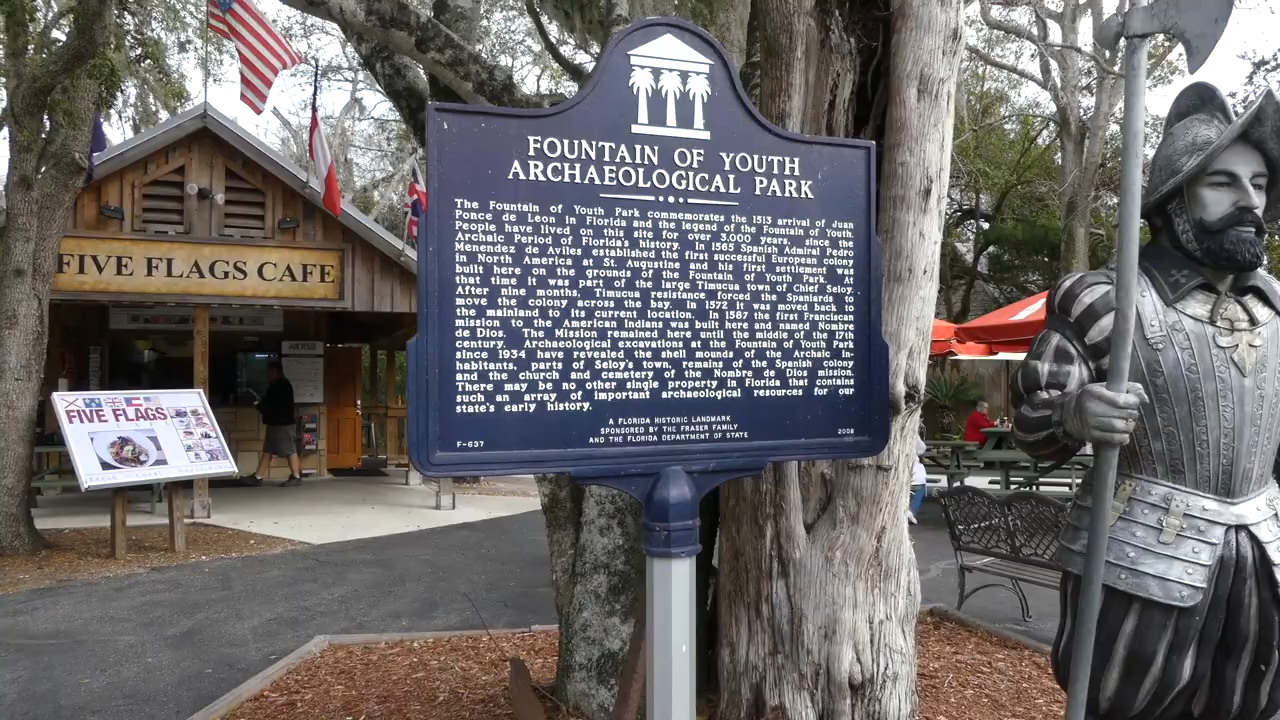 FOUNTAIN OF YOUTH
ARCHAEOLOGICAL PARK
The Fountain of Youth Park commemorates the 1513 arrival of Juan
Ponce de Leon in Florida and the legend of the Fountain of Youth.
People have lived on this site for over 3,000 years, since the
Archaic Period of Florida's history. In 1565 Spanish Admiral Pedro
Menendez de Aviles established the first successful European colony
in North America at St. Augustine and his first settlement was
built here on the grounds of the Fountain of Youth Park. At
that time it was part of the large Timucua town of Chief Seloy.
After nine months, Timucua resistance forced the Spaniards to
move the colony across the bay. In 1572 it was moved back to
the mainland to its current location. In 1587 the first Franciscan
mission to the American Indians was built here and named Nombre
de Dios. The Mission remained here until the middle of the 17th
century. Archaeological excavations at the Fountain of Youth Park
since 1934 have revealed the shell mounds of the Archaic in-
habitants, parts of Seloy's town, remains of the Spanish colony
and the church and cemetery of the Nombre de Dios mission.
There may be no other single property in Florida that contains
such an array of important archaeological resources for our
state's early history.
A FLORIDA HISTORIC LANDMARK
SPONSORED BY THE FRASER FAMILY
AND THE FLORIDA DEPARTMENT OF STATE
F-637
2008
FIVE FLAGS CAFE
FIVE FLAGS